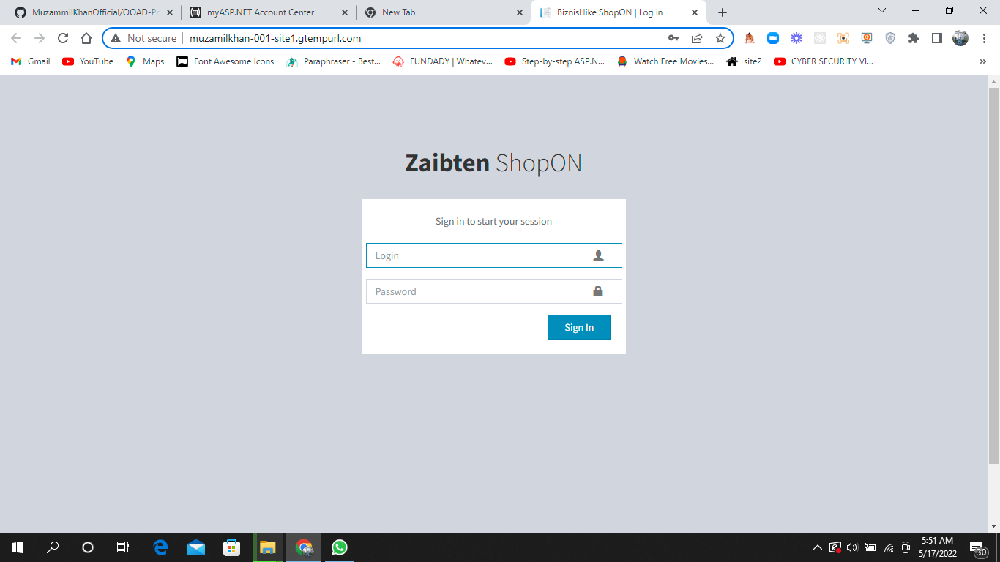 MuzammilKhanOfficial/OOAD-Pr
myASP.NET Account Center
New Tab
BiznisHike ShopON | Log in
Not secure
muzamilkhan-001-site1.gtempurl.com
Gmail
YouTube
Maps
Font Awesome Icons
Paraphraser - Best...
FUNDADY | Whatev...
Step-by-step ASP.N...
Watch Free Movies...
site2
CYBER SECURITY VI...
»
Zaibten ShopON
Sign in to start your session
Login
Password
Sign In
5:51 AM
5/17/2022
30